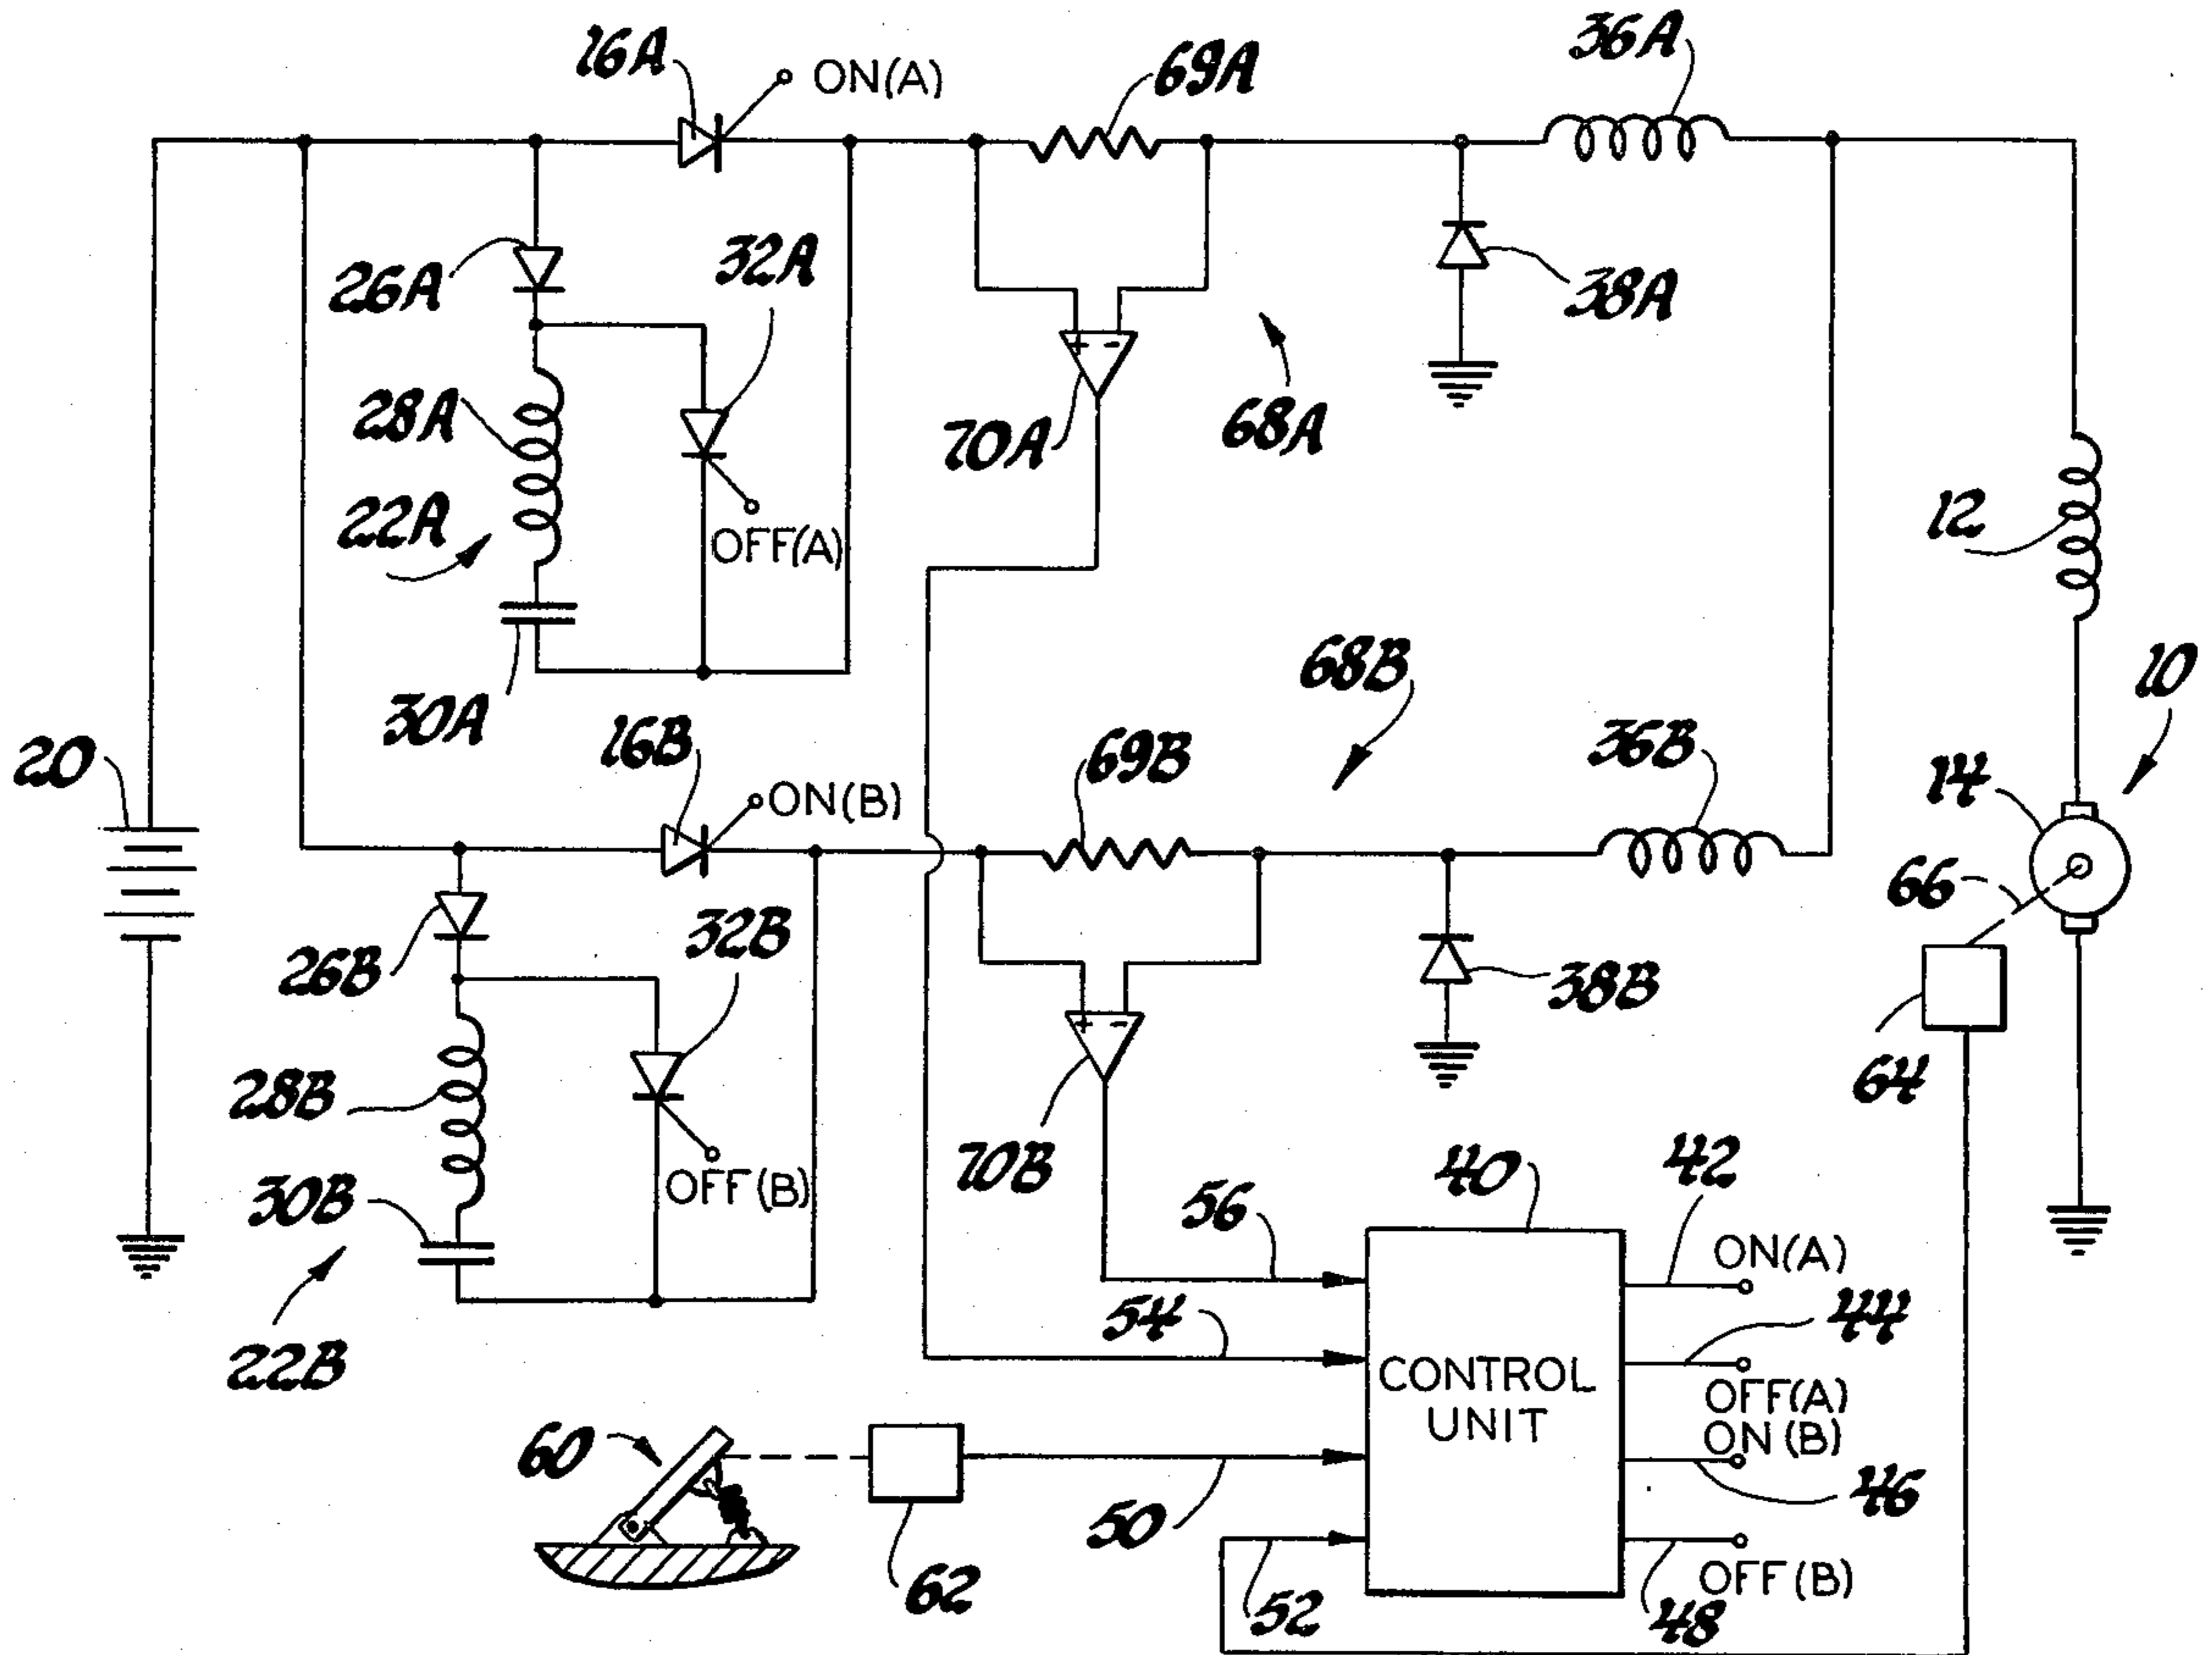 16A
ON(A)
69A
36A
26A
32A
38A
28A
70A
68A
22A
12
OFF(A)
30A
68B
10
20
16B
69B
36B
14
ON(B)
66
26B
32B
38B
64
28B
70B
40
42
OFF(B)
30B
56
ON(A)
54
44
22B
CONTROL
UNIT
OFF(A)
ON(B)
60
46
50
62
52
OFF(B)
48
+ -
+ -